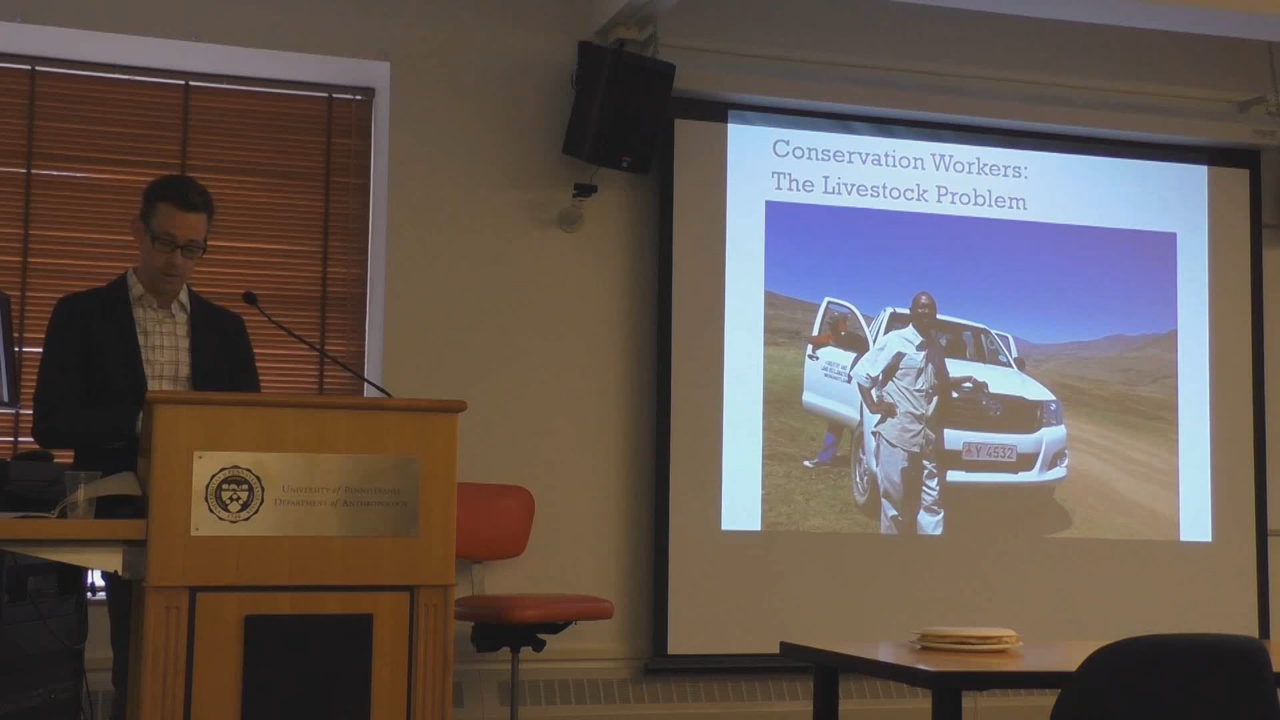 Conservation Workers:
The Livestock Problem
Y 4532
University of Pennsylvania
Department of Anthropology